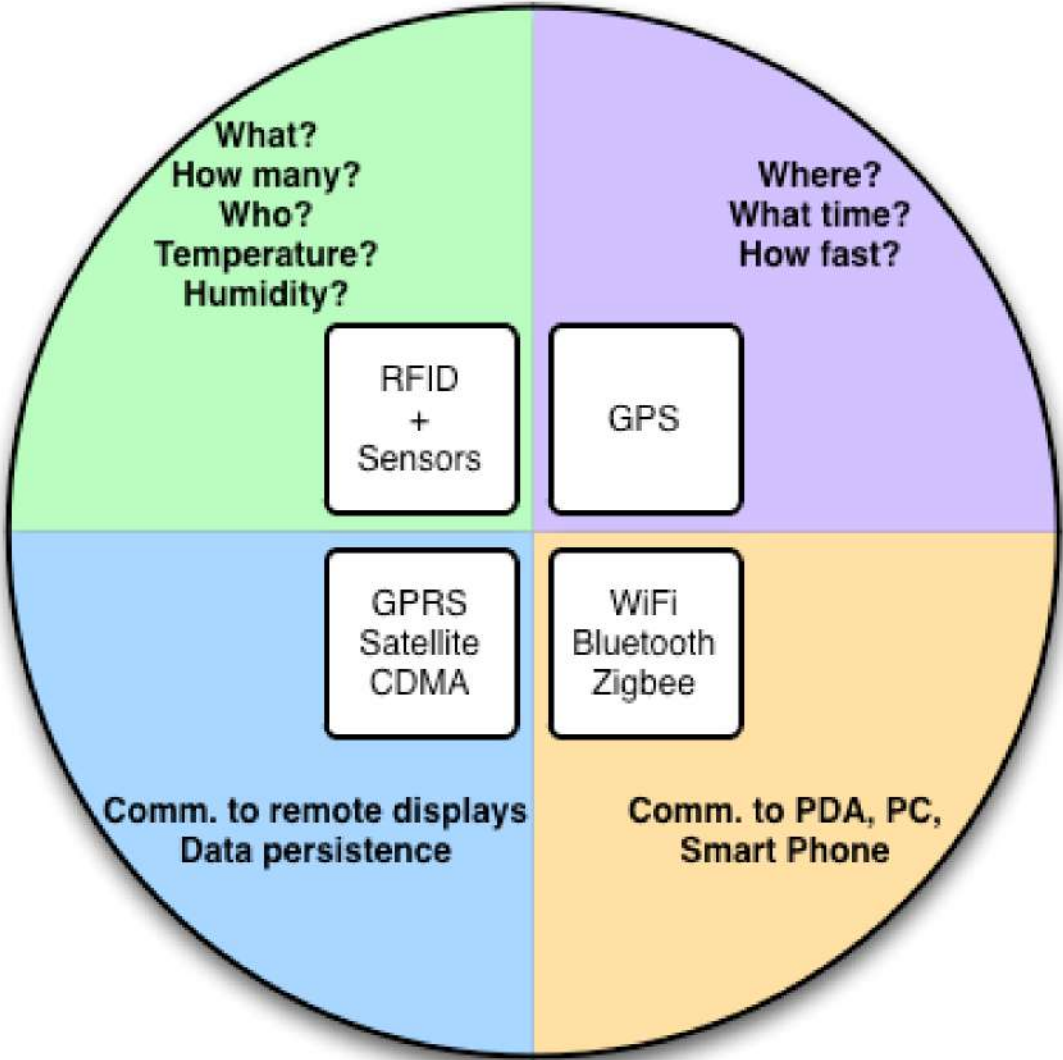 What?
How many?
Who?
Temperature?
Humidity?
Where?
What time?
How fast?
RFID
+
Sensors
GPS
GPRS
Satellite
CDMA
WiFi
Bluetooth
Zigbee
Comm. to remote displays
Data persistence
Comm. to PDA, PC,
Smart Phone